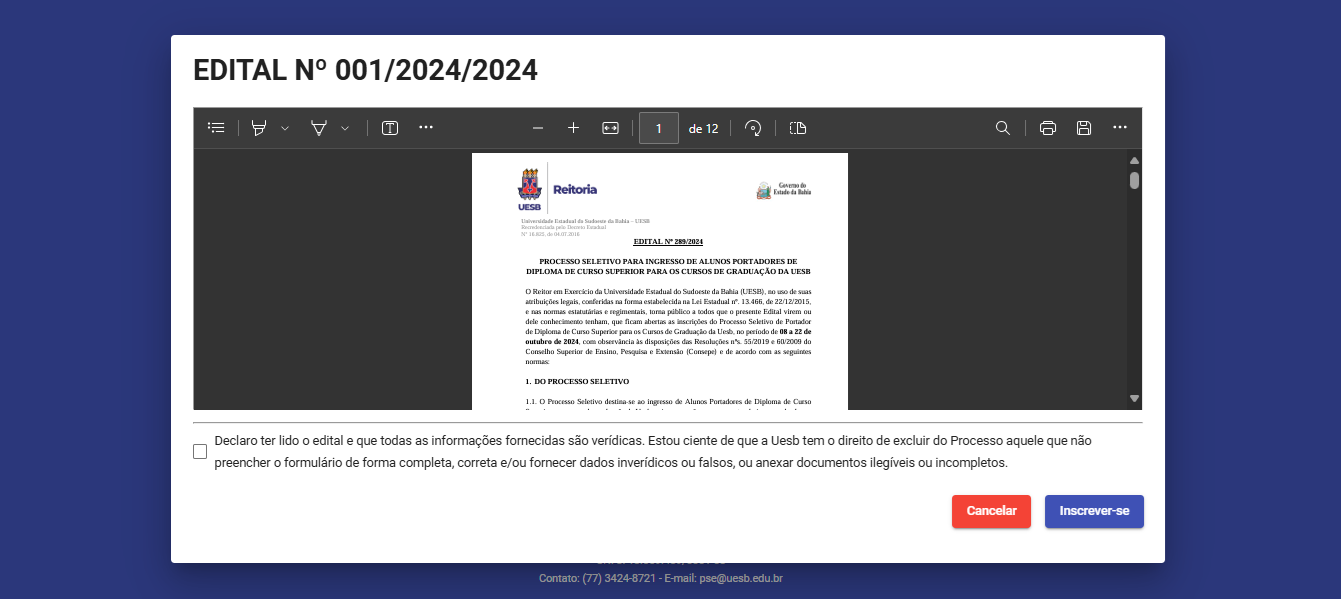 EDITAL Nº 001/2024/2024
1 de 12
UESB
Reitoria
Governo do
Estado da Bahia
Universidade Estadual do Sudoeste da Bahia – UESB
Recredenciada pelo Decreto Estadual
N° 18.825, de 04.07.2018
EDITAL Nº 289/2024
PROCESSO SELETIVO PARA INGRESSO DE ALUNOS PORTADORES DE
DIPLOMA DE CURSO SUPERIOR PARA OS CURSOS DE GRADUAÇÃO DA UESB
O Reitor em Exercício da Universidade Estadual do Sudoeste da Bahia (UESB), no uso de suas
atribuições legais, conferidas na forma estabelecida na Lei Estadual nº. 13.466, de 22/12/2015,
e nas normas estatutárias e regimentais, torna público a todos que o presente Edital virem ou
dele conhecimento tenham, que ficam abertas as inscrições do Processo Seletivo de Portador
de Diploma de Curso Superior para os Cursos de Graduação da Uesb, no período de 08 a 22 de
outubro de 2024, com observância às disposições das Resoluções nºs. 55/2019 e 60/2009 do
Conselho Superior de Ensino, Pesquisa e Extensão (Consepe) e de acordo com as seguintes
normas:
1. DO PROCESSO SELETIVO
1.1. O Processo Seletivo destina-se ao ingresso de Alunos Portadores de Diploma de Curso
Declaro ter lido o edital e que todas as informações fornecidas são verídicas. Estou ciente de que a Uesb tem o direito de excluir do Processo aquele que não
preencher o formulário de forma completa, correta e/ou fornecer dados inverídicos ou falsos, ou anexar documentos ilegíveis ou incompletos.
Cancelar
Inscrever-se
Contato: (77) 3424-8721 - E-mail: pse@uesb.edu.br